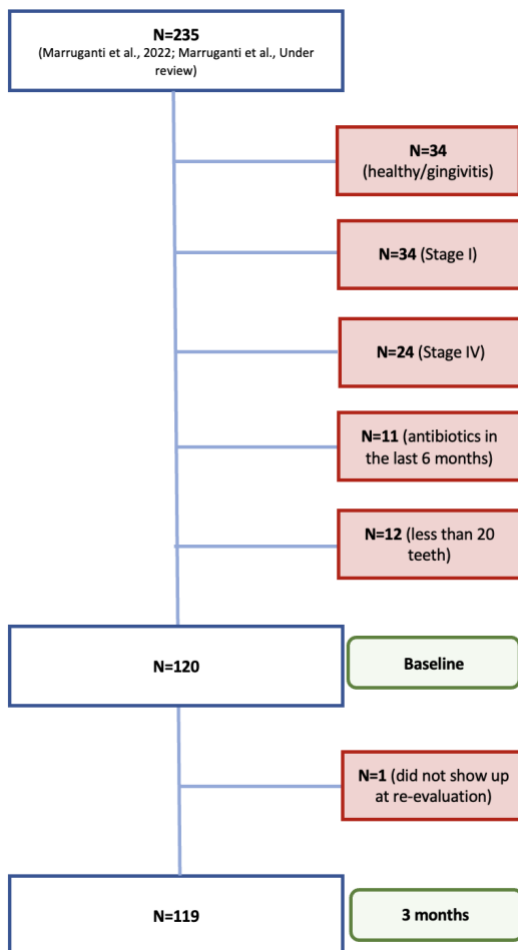 N=235
(Marruganti et al., 2022; Marruganti et al., Under
review)
N=34
(healthy/gingivitis)
N=34 (Stage I)
N=24 (Stage IV)
N=11 (antibiotics in
the last 6 months)
N=12 (less than 20
teeth)
N=120
Baseline
N=1 (did not show up
at re-evaluation)
N=119
3 months